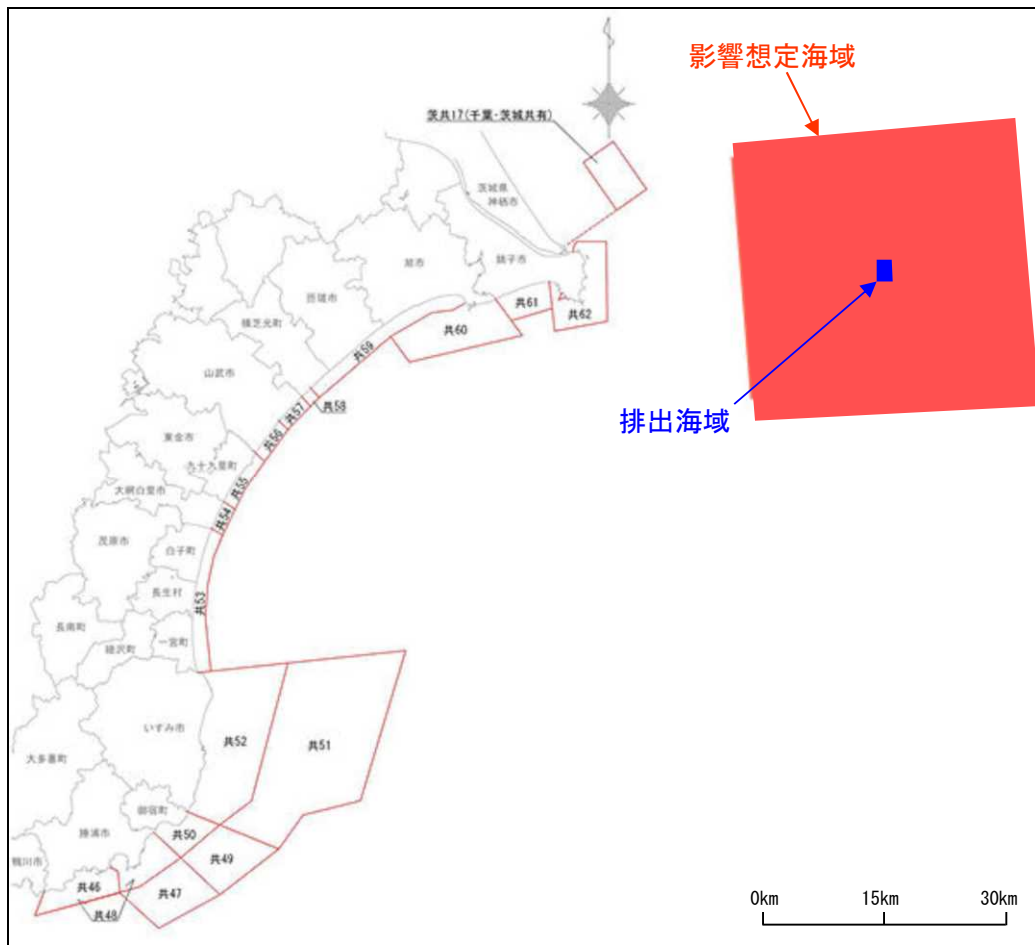 影響想定海域
茨共17(千葉・茨城共有)
茨城県
神栖市
旭市
銚子市
匝瑳市
共61
共62
横芝光町
共60
共59
山武市
共57
共58
東金市
共56
排出海域
九十九里町
共55
大網白里市
共54
茂原市
白子町
長生村
共53
長南町
一宮町
睦沢町
いすみ市
共52
共51
大多喜町
御宿町
勝浦市
共50
共49
鴨川市
共46
共47
共48
0km 15km 30km